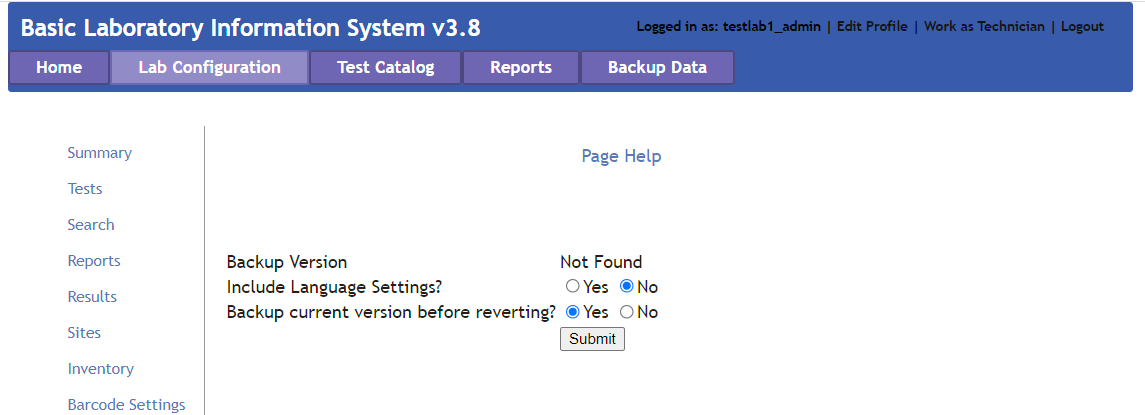 Basic Laboratory Information System v3.8
Logged in as: testlab1_admin | Edit Profile | Work as Technician | Logout
Home Lab Configuration Test Catalog Reports Backup Data
Summary
Tests
Search
Reports
Results
Sites
Inventory
Barcode Settings
Page Help
Backup Version Not Found
Include Language Settings? Yes No
Backup current version before reverting? Yes No
Submit